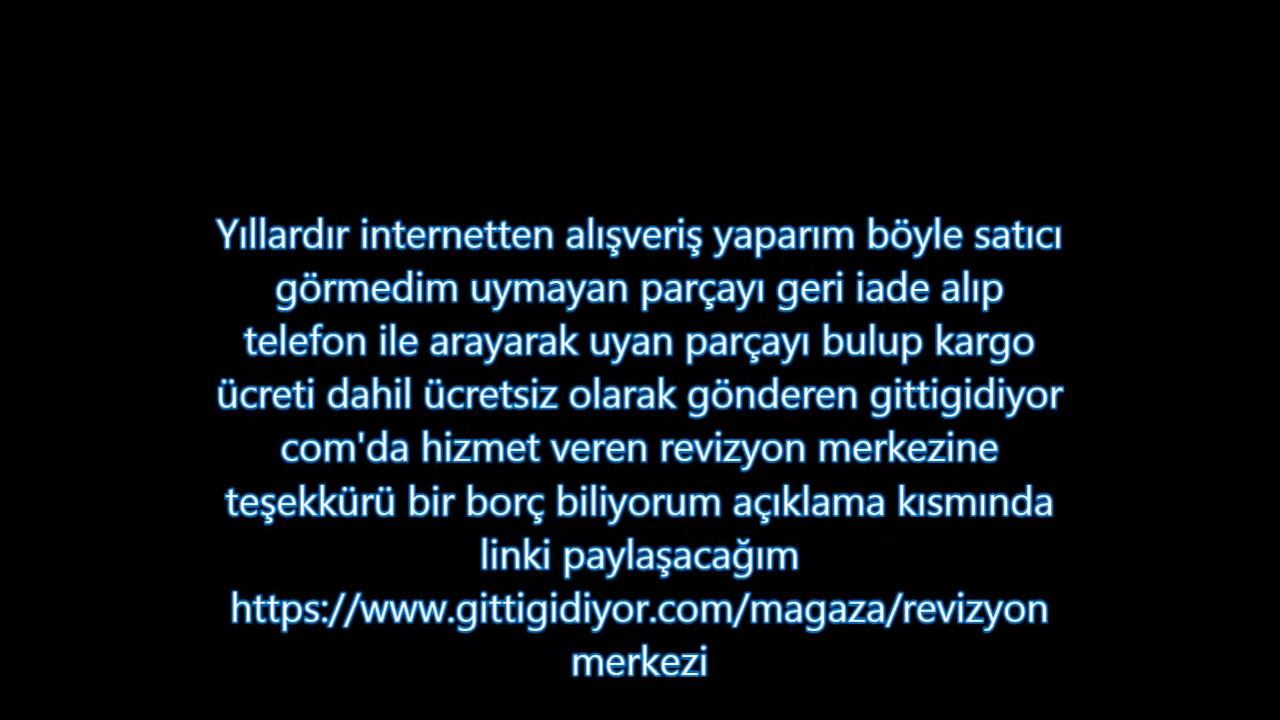 Yıllardır internetten alışveriş yaparım böyle satıcı
görmedim uymayan parçayı geri iade alıp
telefon ile arayarak uyan parçayı bulup kargo
ücreti dahil ücretsiz olarak gönderen gittigidiyor
com'da hizmet veren revizyon merkezine
teşekkürü bir borç biliyorum açıklama kısmında
linki paylaşacağım
https://www.gittigidiyor.com/magaza/revizyon
merkezi